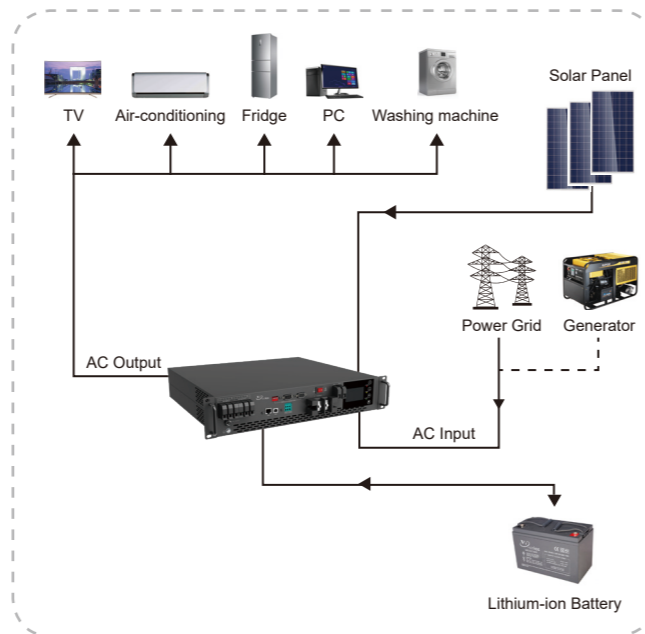 TV
Air-conditioning
Fridge
PC
Washing machine
Solar Panel
Power Grid
Generator
AC Output
AC Input
Lithium-ion Battery